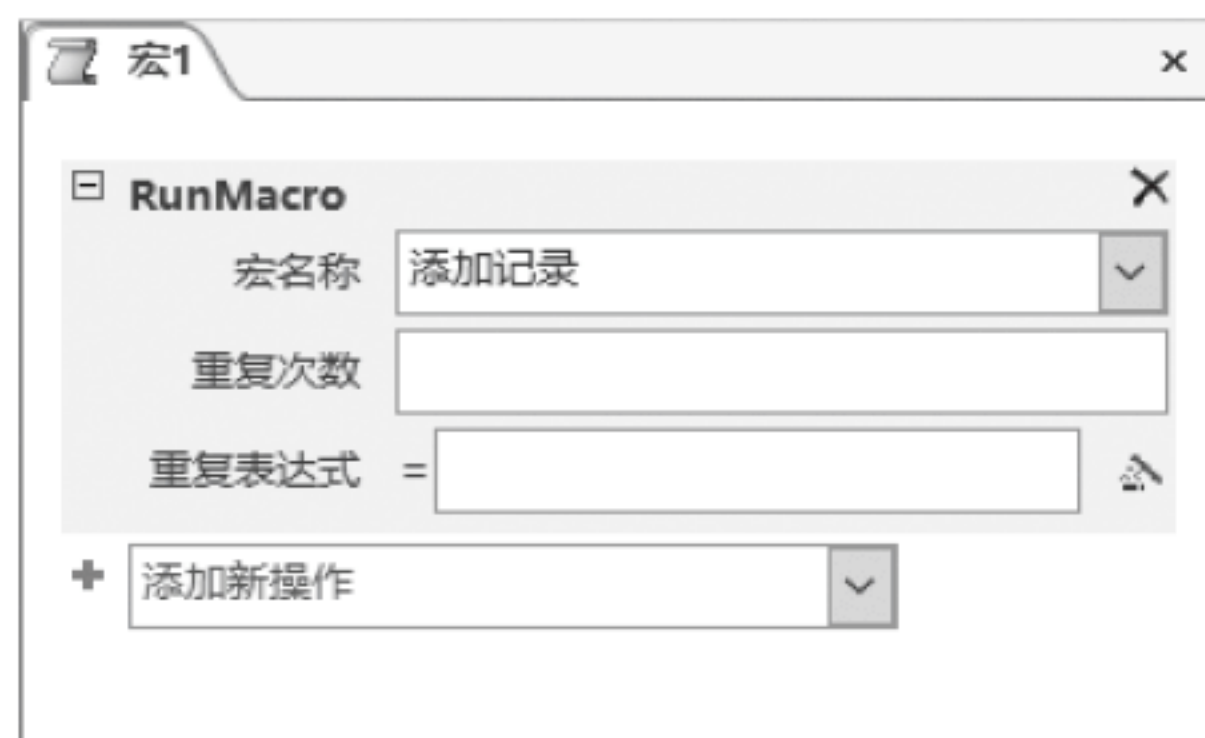 宏1
RunMacro
宏名称 添加记录
重复次数
重复表达式 =
添加新操作